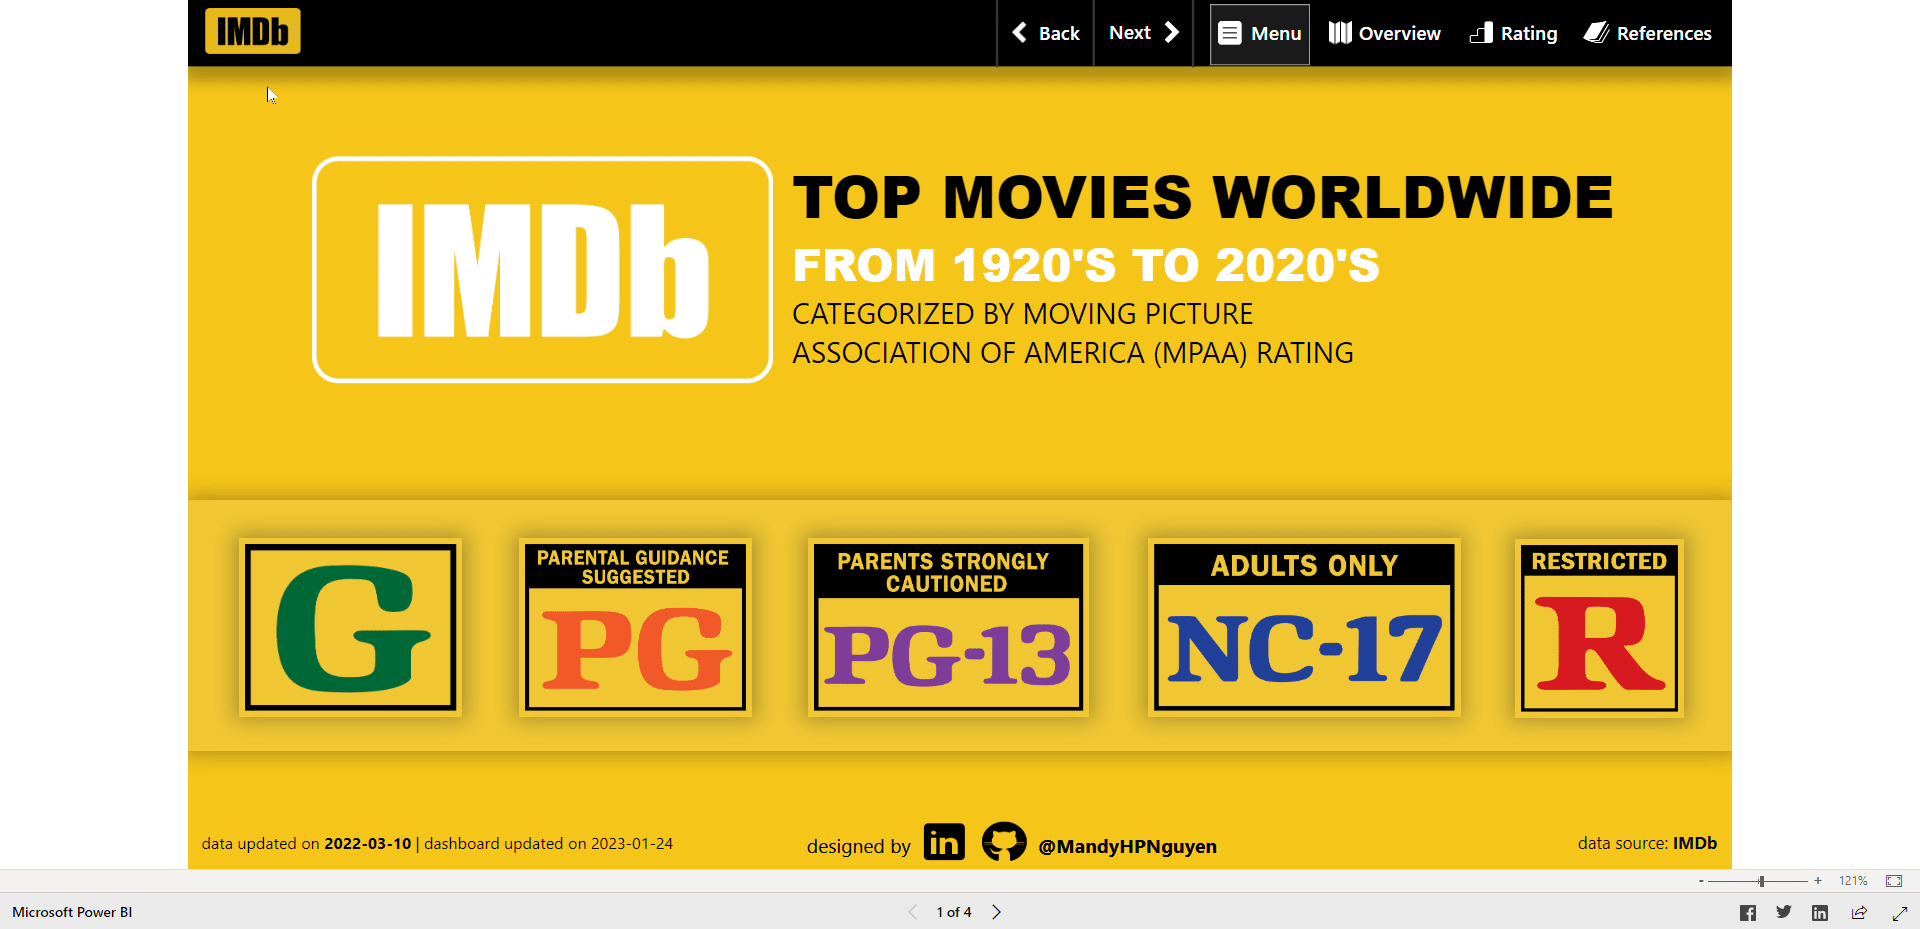 IMDb
Back
Next
Menu
Overview
Rating
References
IMDb
TOP MOVIES WORLDWIDE
FROM 1920'S TO 2020'S
CATEGORIZED BY MOVING PICTURE
ASSOCIATION OF AMERICA (MPAA) RATING
G
PARENTAL GUIDANCE
SUGGESTED
PG
PARENTS STRONGLY
CAUTIONED
PG-13
ADULTS ONLY
NC-17
RESTRICTED
R
data updated on 2022-03-10 | dashboard updated on 2023-01-24
designed by in @MandyHPNguyen
data source: IMDb
- + 121%
Microsoft Power BI
1 of 4
in